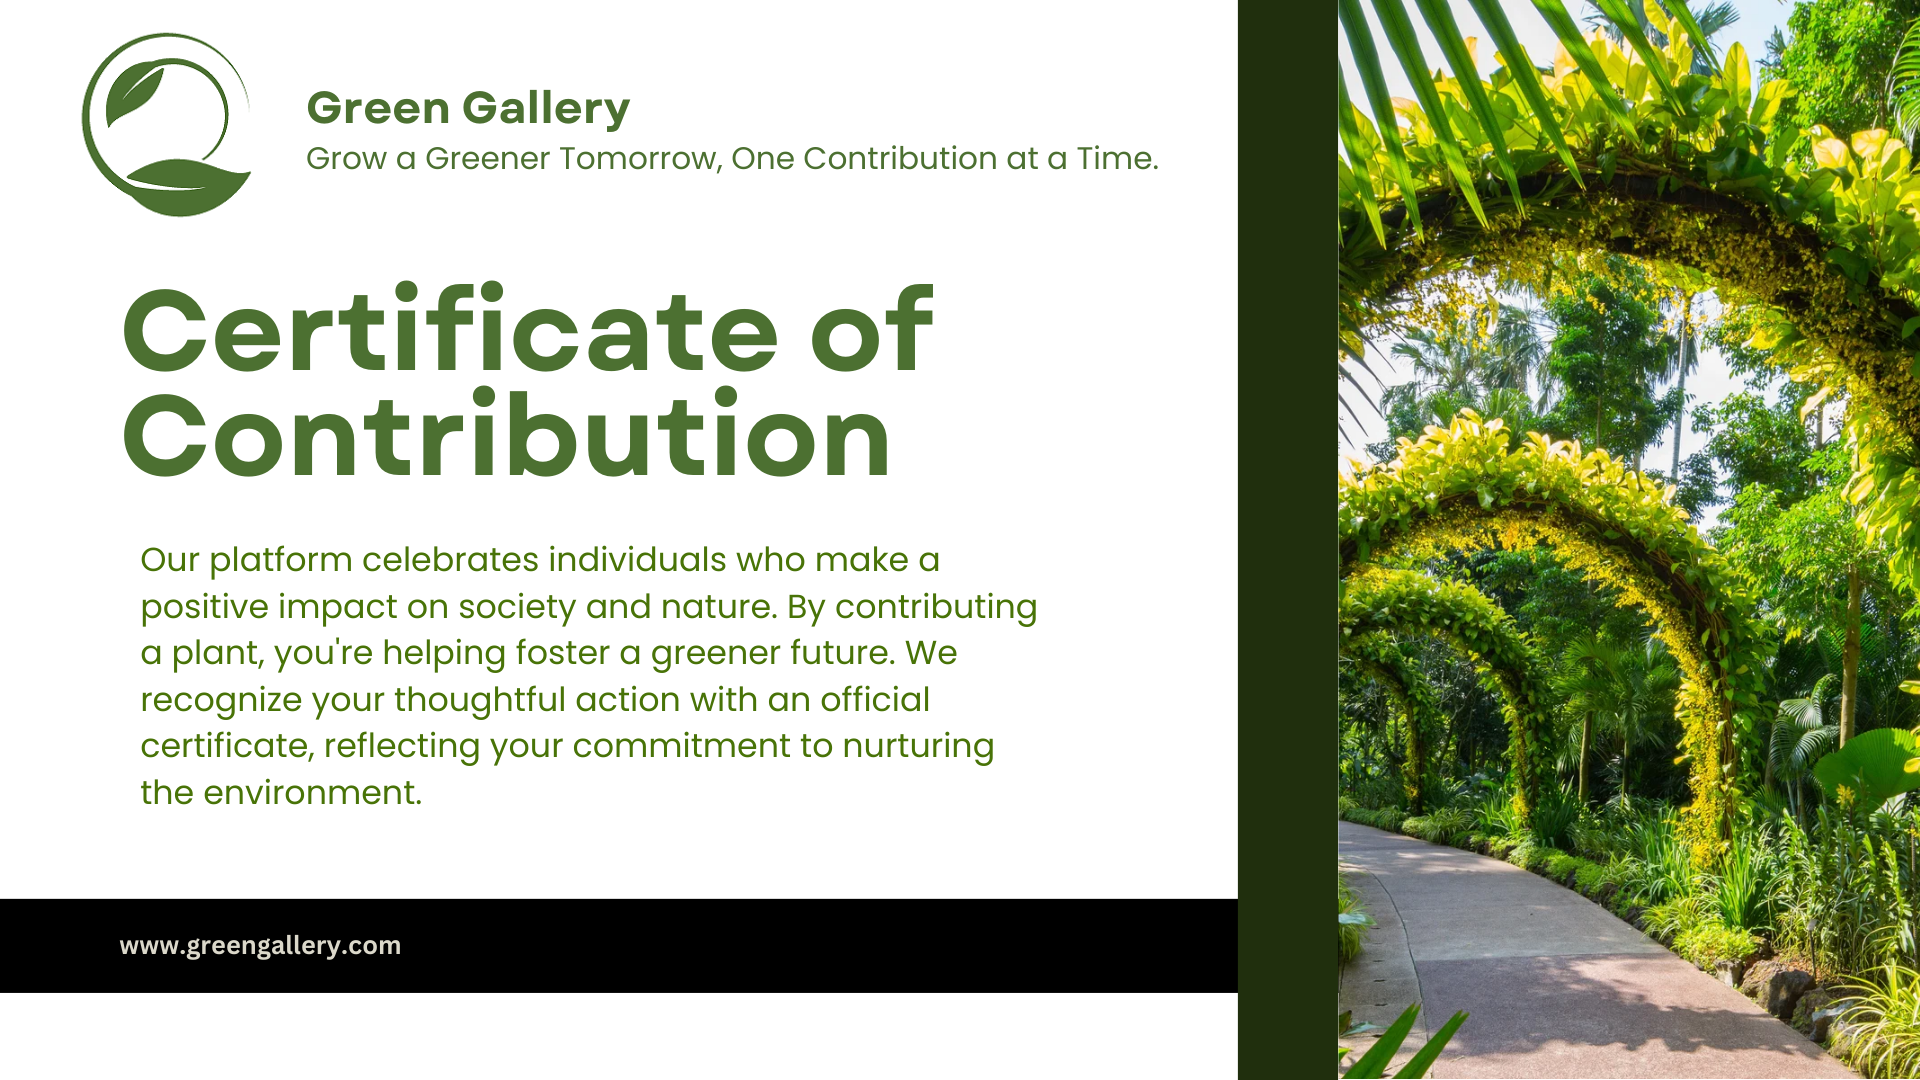 Green Gallery
Grow a Greener Tomorrow, One Contribution at a Time.
Certificate of
Contribution
Our platform celebrates individuals who make a
positive impact on society and nature. By contributing
a plant, you're helping foster a greener future. We
recognize your thoughtful action with an official
certificate, reflecting your commitment to nurturing
the environment.
www.greengallery.com